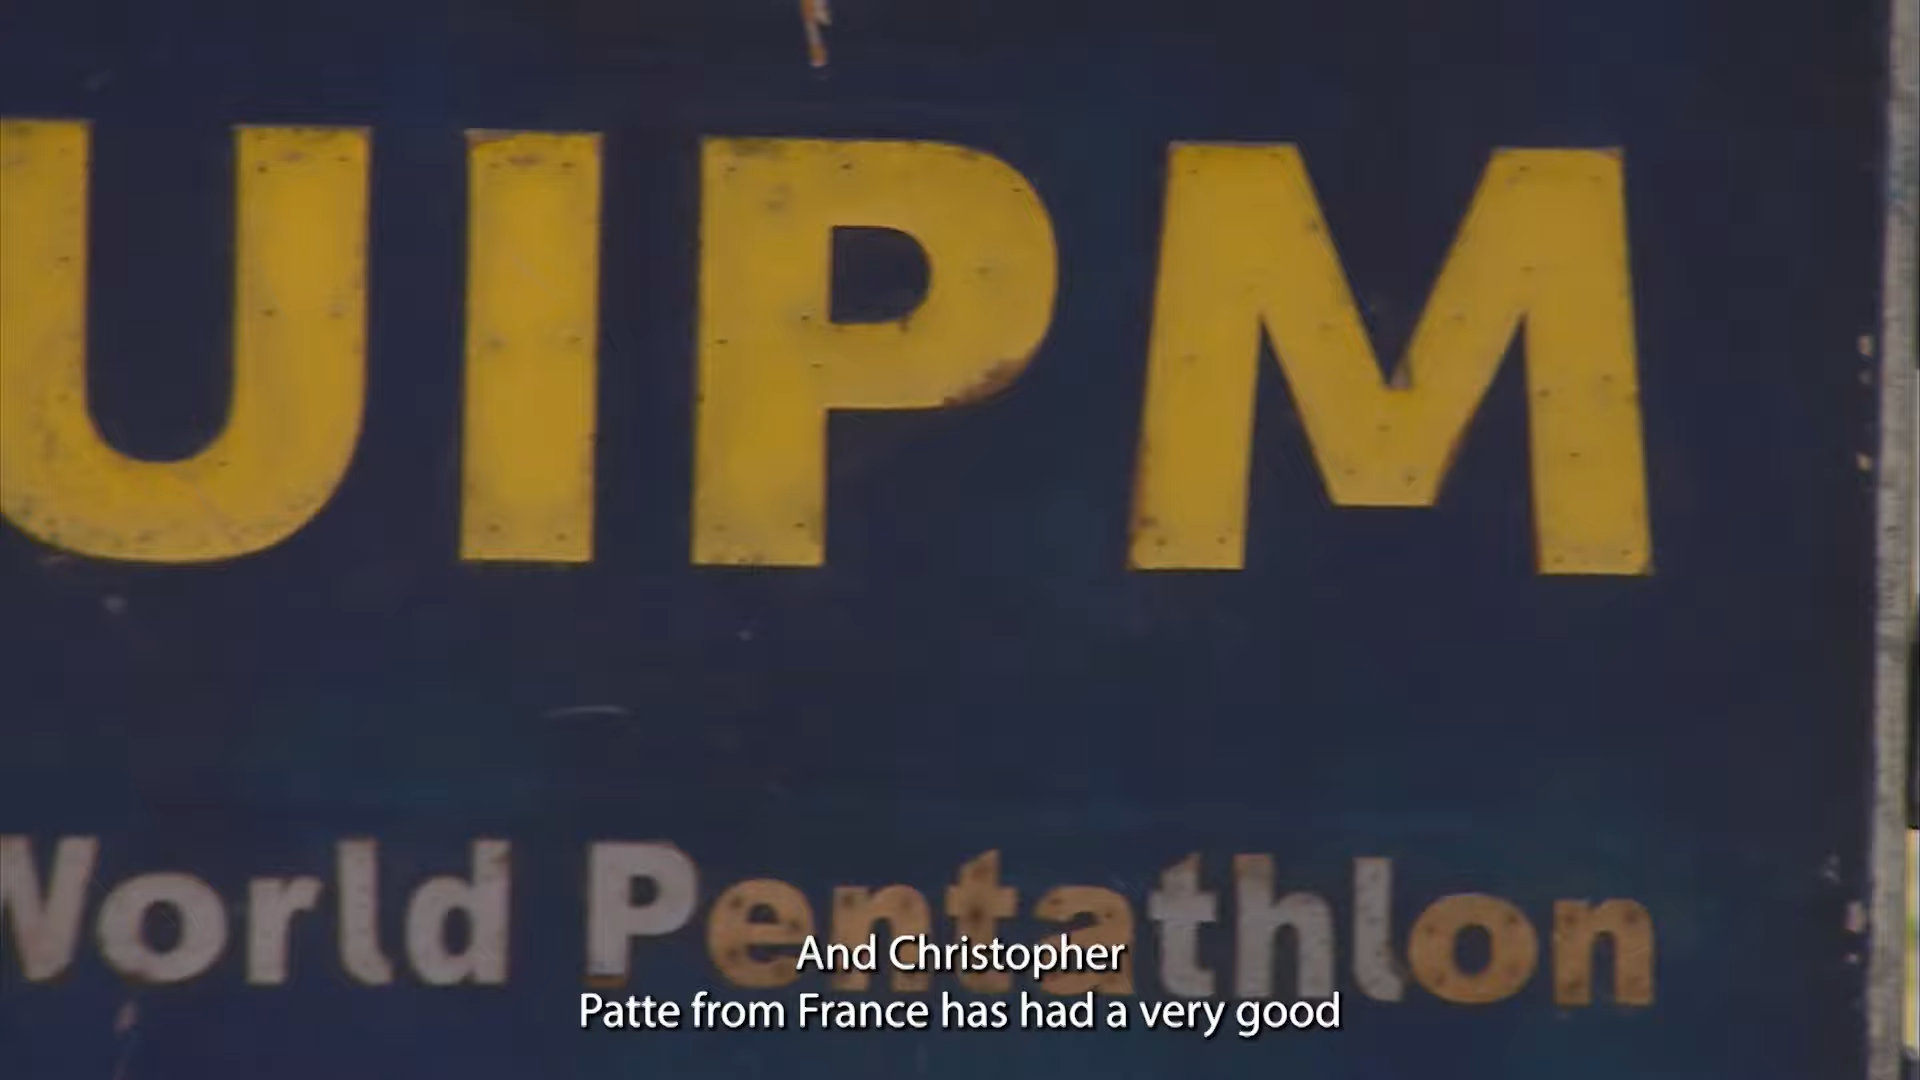 UIPM
World Pentathlon
And Christopher
Patte from France has had a very good